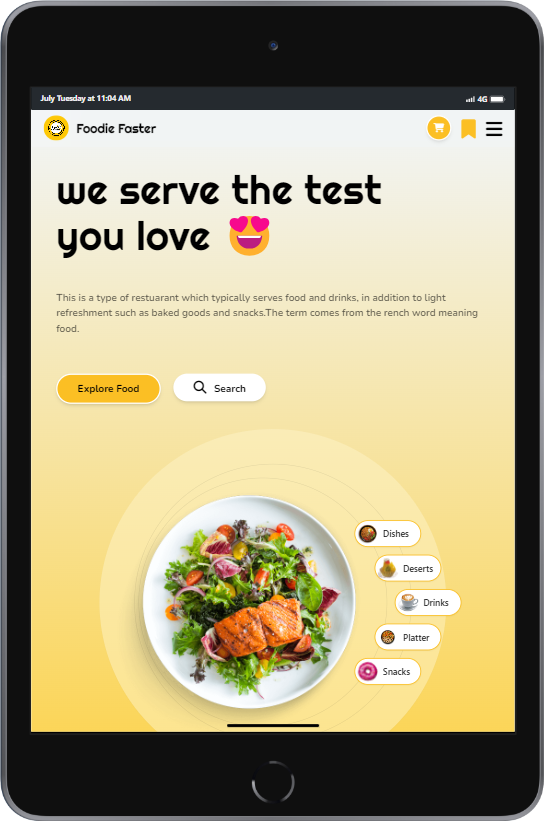 July Tuesday at 11:04 AM
4G
Foodie Faster
we serve the test
you love
This is a type of restuarant which typically serves food and drinks, in addition to light
refreshment such as baked goods and snacks.The term comes from the rench word meaning
food.
Explore Food
Search
Dishes
Deserts
Drinks
Platter
Snacks